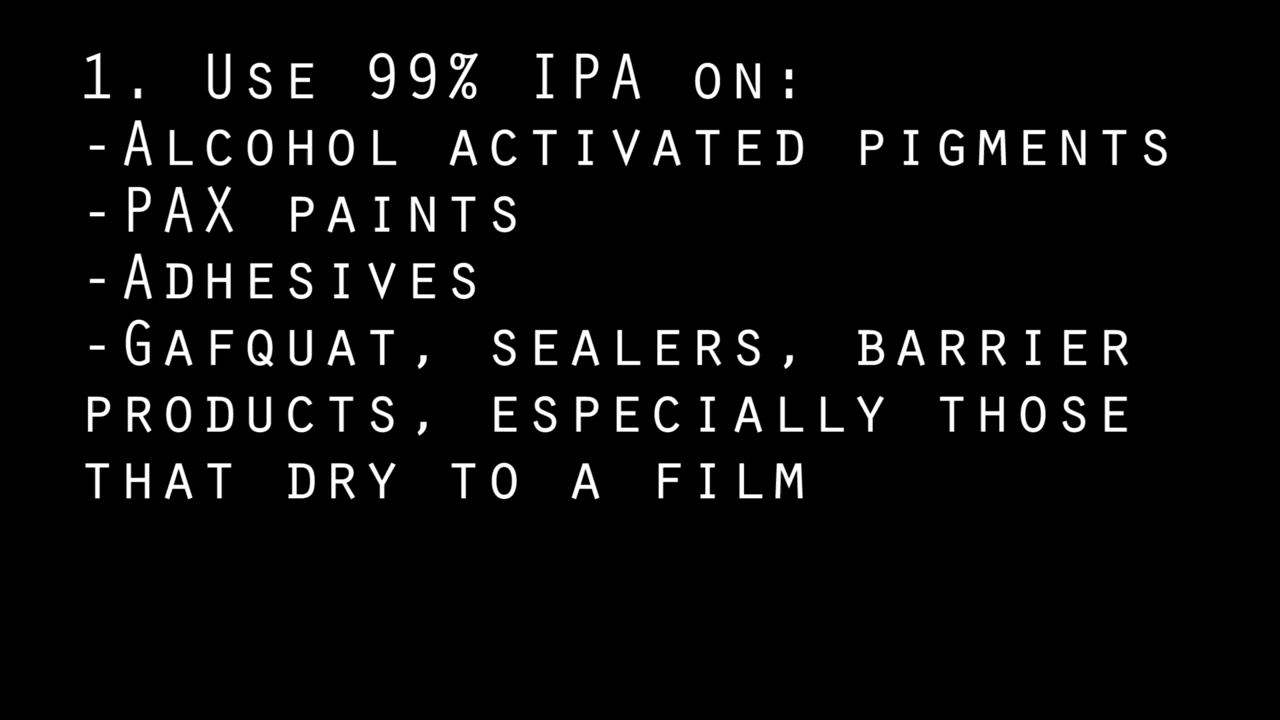 1. Use 99% IPA on:
-Alcohol activated pigments
-PAX paints
-Adhesives
-Gafquat, sealers, barrier
products, especially those
that dry to a film